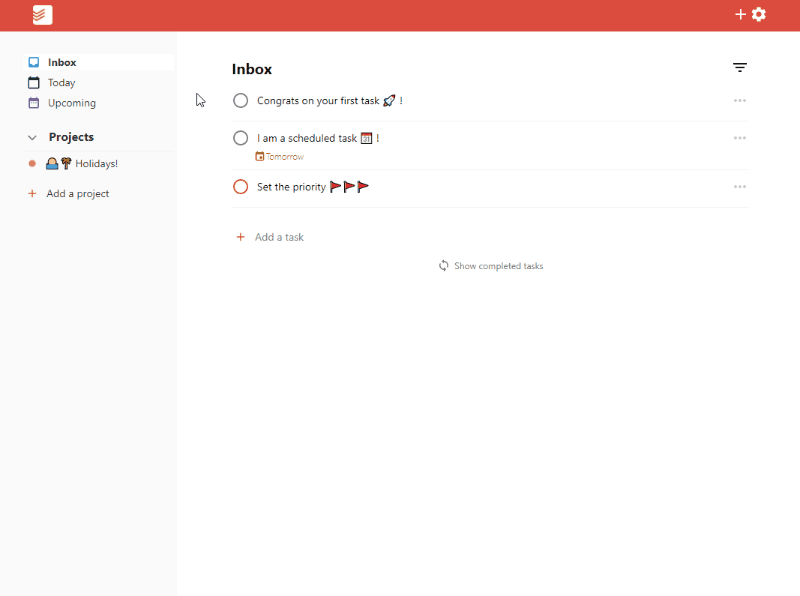 Inbox
Today
Upcoming
Projects
Holidays!
Add a project
Inbox
Congrats on your first task 🚀 !
I am a scheduled task 📅 !
Tomorrow
Set the priority 🚩🚩🚩
Add a task
Show completed tasks